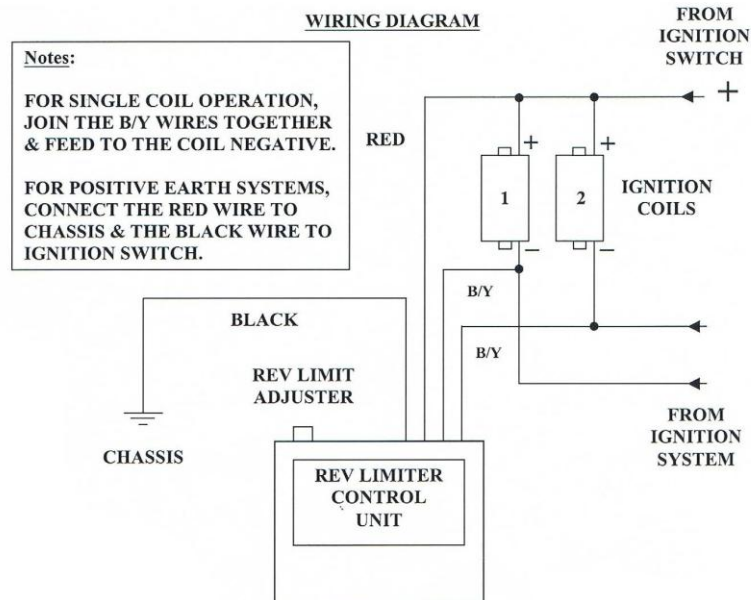 WIRING DIAGRAM
Notes:
FOR SINGLE COIL OPERATION,
JOIN THE B/Y WIRES TOGETHER
& FEED TO THE COIL NEGATIVE.
FOR POSITIVE EARTH SYSTEMS,
CONNECT THE RED WIRE TO
CHASSIS & THE BLACK WIRE TO
IGNITION SWITCH.
FROM
IGNITION
SWITCH
+
RED
+
+
1
2
IGNITION
COILS
–
–
B/Y
BLACK
B/Y
REV LIMIT
ADJUSTER
CHASSIS
FROM
IGNITION
SYSTEM
REV LIMITER
CONTROL
UNIT